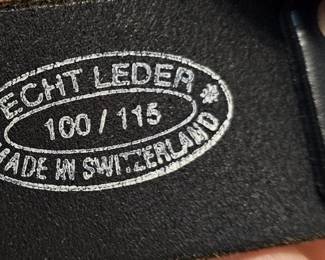 ECHT LEDER *
100 / 115
MADE IN SWITZERLAND